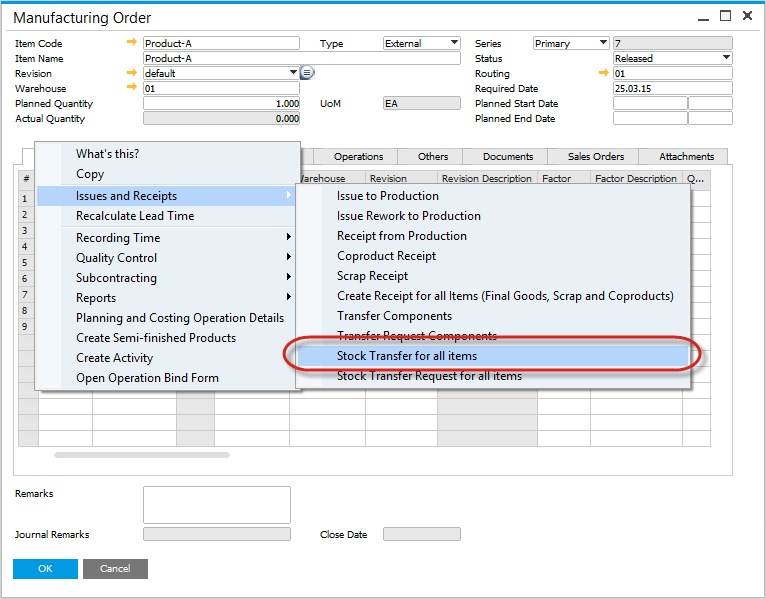 Manufacturing Order
Item Code Product-A Type External Series Primary 7
Item Name Product-A Status Released
Revision default Routing 01
Warehouse 01 Required Date 25.03.15
Planned Quantity 1.000 UoM EA Planned Start Date
Actual Quantity 0.000 Planned End Date
Operations Others Documents Sales Orders Attachments
# Warehouse Revision Revision Description Factor Factor Description Q...
1
2
3
4
5
6
7
8
9
What's this?
Copy
Issues and Receipts
Recalculate Lead Time
Recording Time
Quality Control
Subcontracting
Reports
Planning and Costing Operation Details
Create Semi-finished Products
Create Activity
Open Operation Bind Form
Issue to Production
Issue Rework to Production
Receipt from Production
Coproduct Receipt
Scrap Receipt
Create Receipt for all Items (Final Goods, Scrap and Coproducts)
Transfer Components
Transfer Request Components
Stock Transfer for all items
Stock Transfer Request for all items
Remarks
Journal Remarks Close Date
OK Cancel